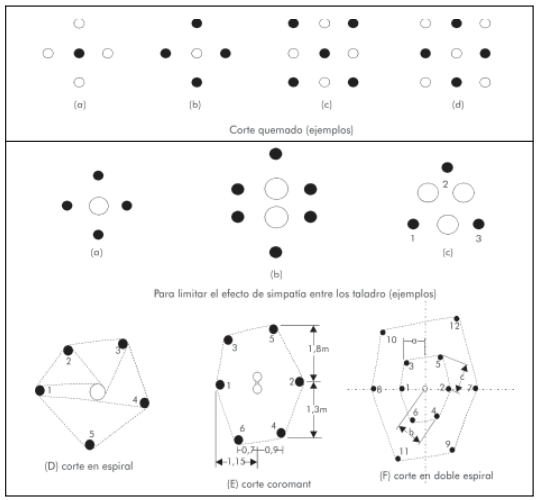 (a) (b) (c) (d)
Corte quemado (ejemplos)
2
1 3
(a) (b) (c)
Para limitar el efecto de simpatía entre los taladro (ejemplos)
2 3
1
4
5
(D) corte en espiral
3 5
1 2
6 4
1,8m
1,3m
0,7 0,9
1,15
(E) corte coromant
10 12
a
3 5
c
8 1 2 7
6 4
b
11 9
(F) corte en doble espiral